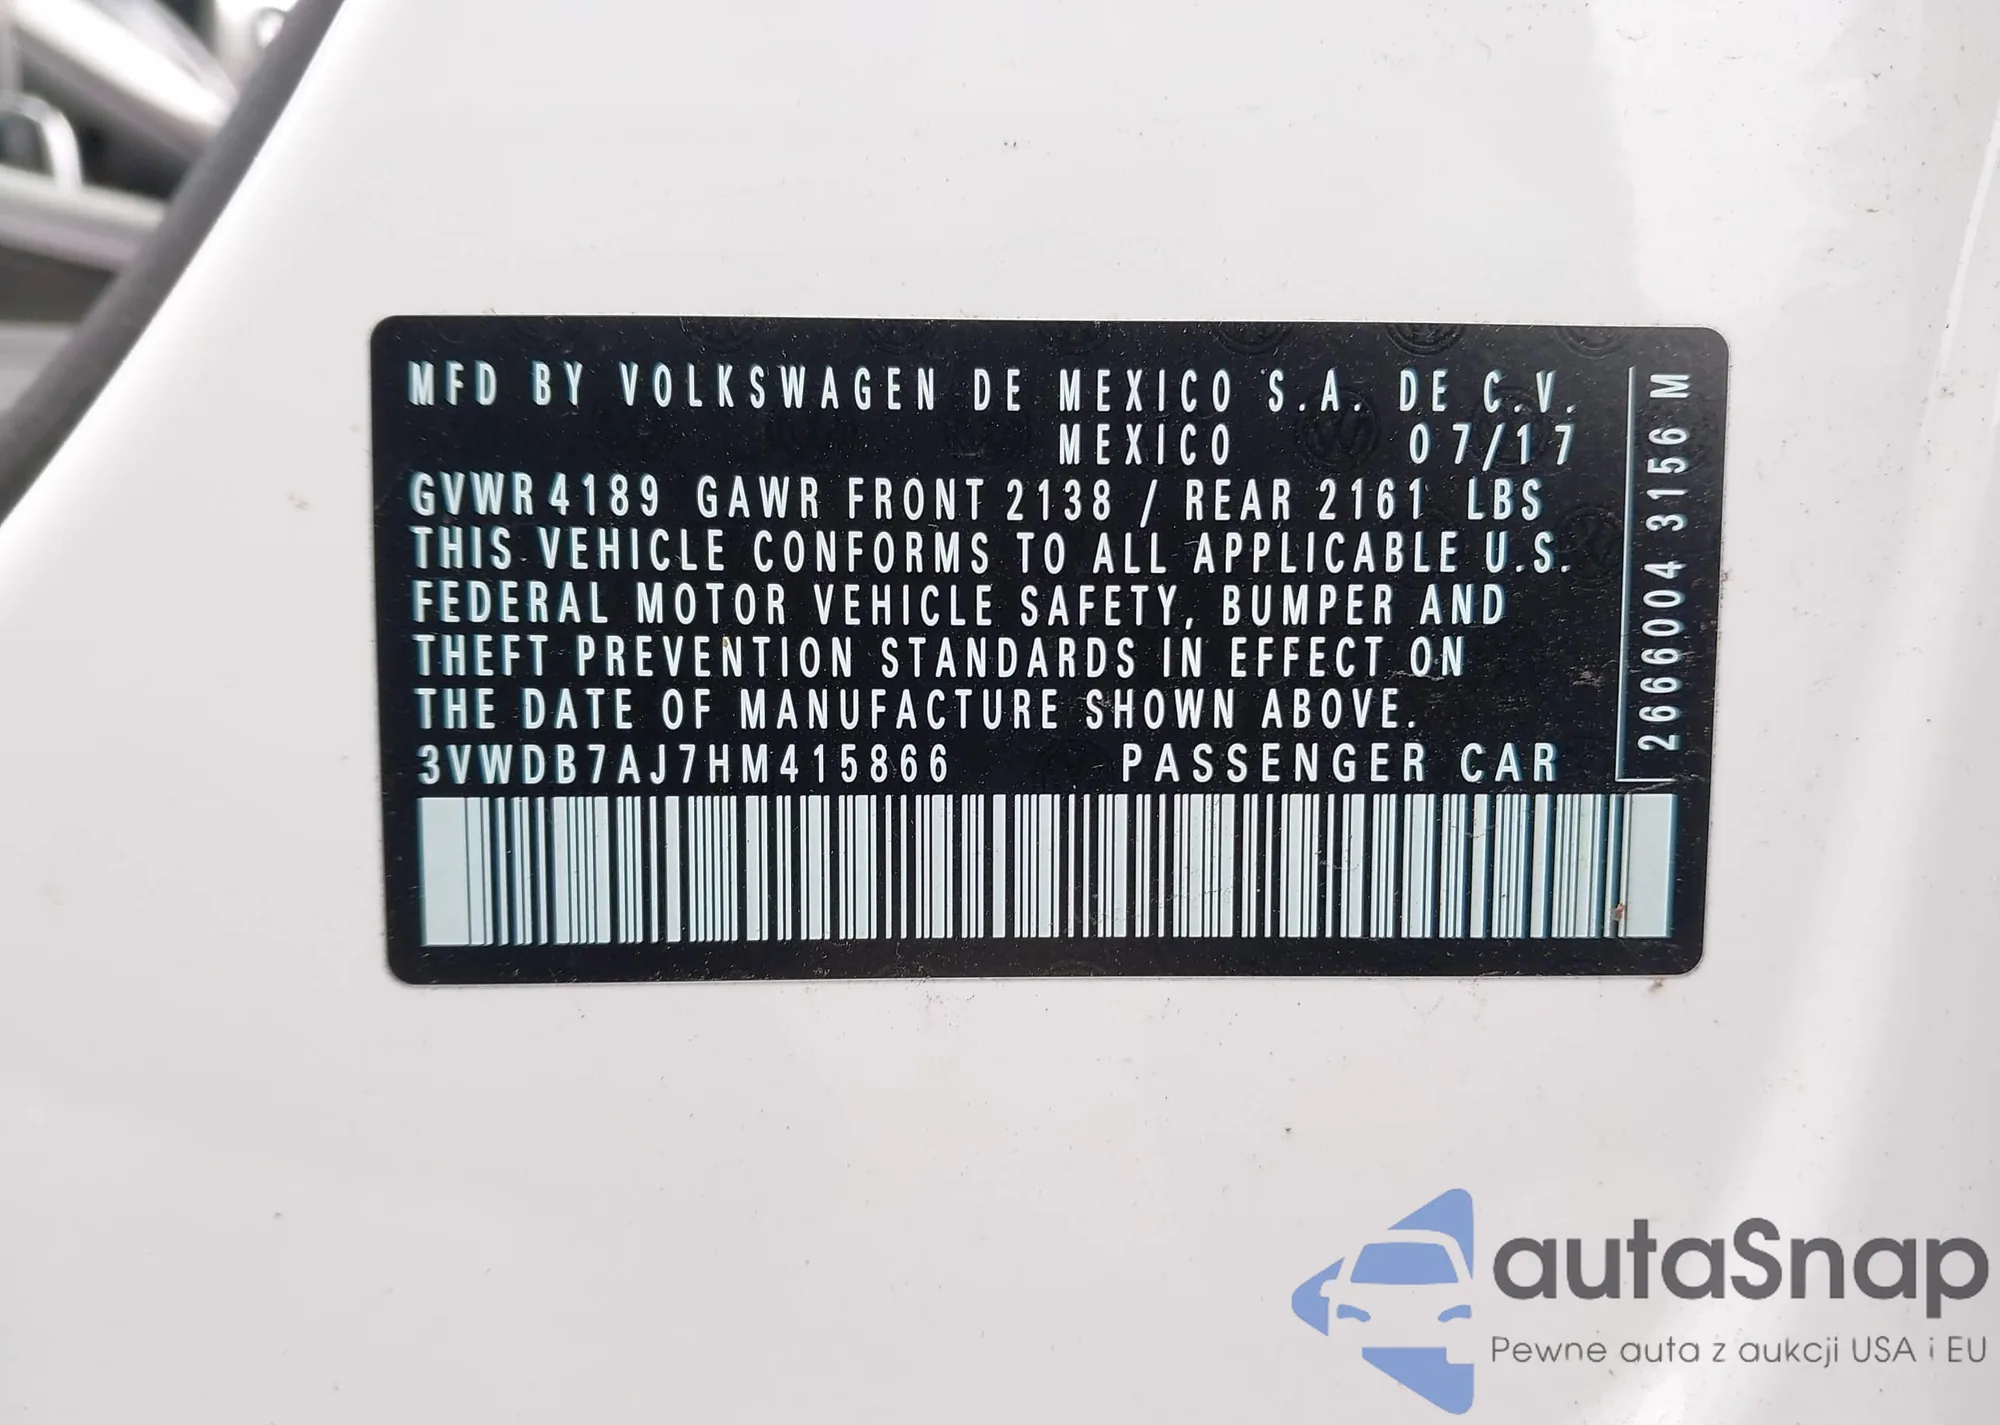 MFD BY VOLKSWAGEN DE MEXICO S.A. DE C.V.
MEXICO 07/17
GVWR 4189 GAWR FRONT 2138 / REAR 2161 LBS
THIS VEHICLE CONFORMS TO ALL APPLICABLE U.S.
FEDERAL MOTOR VEHICLE SAFETY, BUMPER AND
THEFT PREVENTION STANDARDS IN EFFECT ON
THE DATE OF MANUFACTURE SHOWN ABOVE.
3VWDB7AJ7HM415866 PASSENGER CAR
2666004 3156 M
autaSnap
Pewne auta z aukcji USA i EU